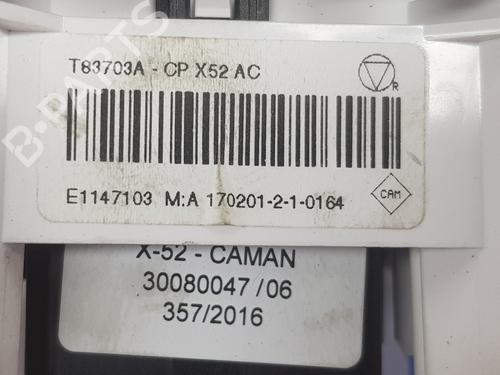 T83703A - CP X52 AC
R
E1147103 M:A 170201-2-1-0164
CAM
X-52 - CAMAN
30080047 /06
357/2016
B-PARTS